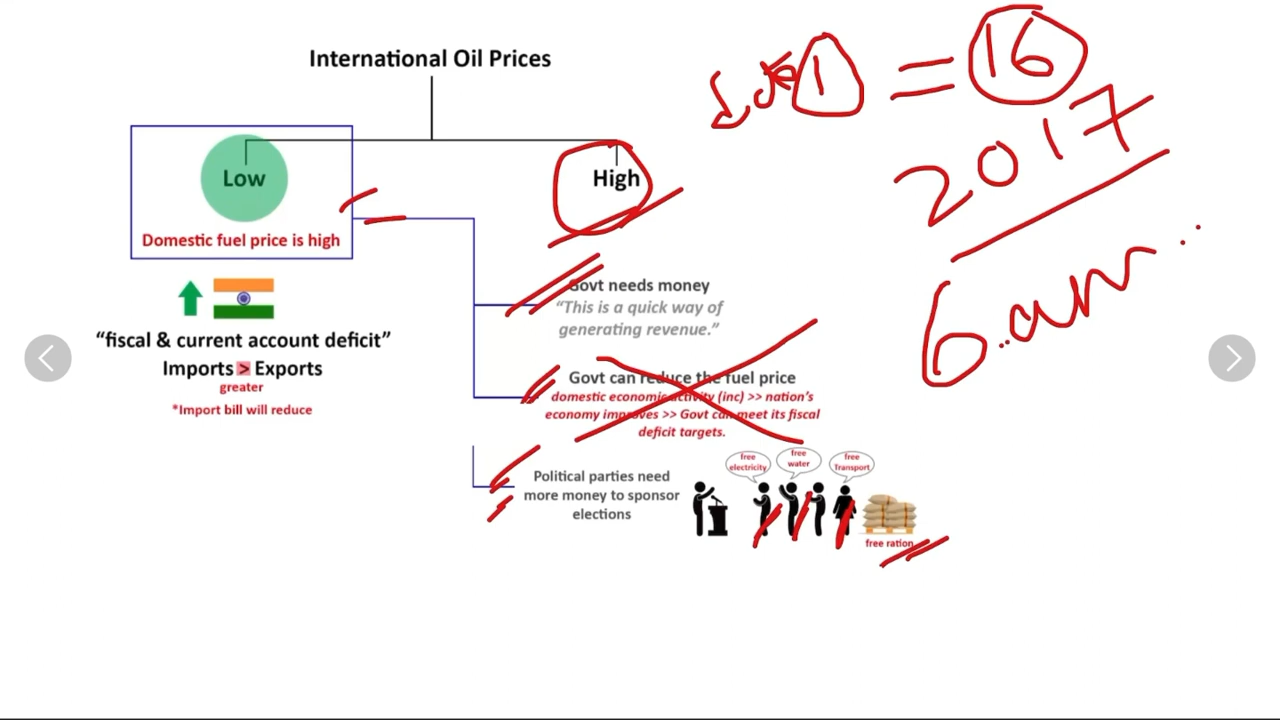 International Oil Prices
Low
High
Domestic fuel price is high
"fiscal & current account deficit"
Imports > Exports
greater
*Import bill will reduce
Govt needs money
"This is a quick way of
generating revenue."
Govt can reduce the fuel price
domestic economic activity (inc) >> nation's
economy improves >> Govt can meet its fiscal
deficit targets.
Political parties need
more money to sponsor
elections
free
electricity
free
water
free
Transport
free ration
1 = 16
2017
6.am...